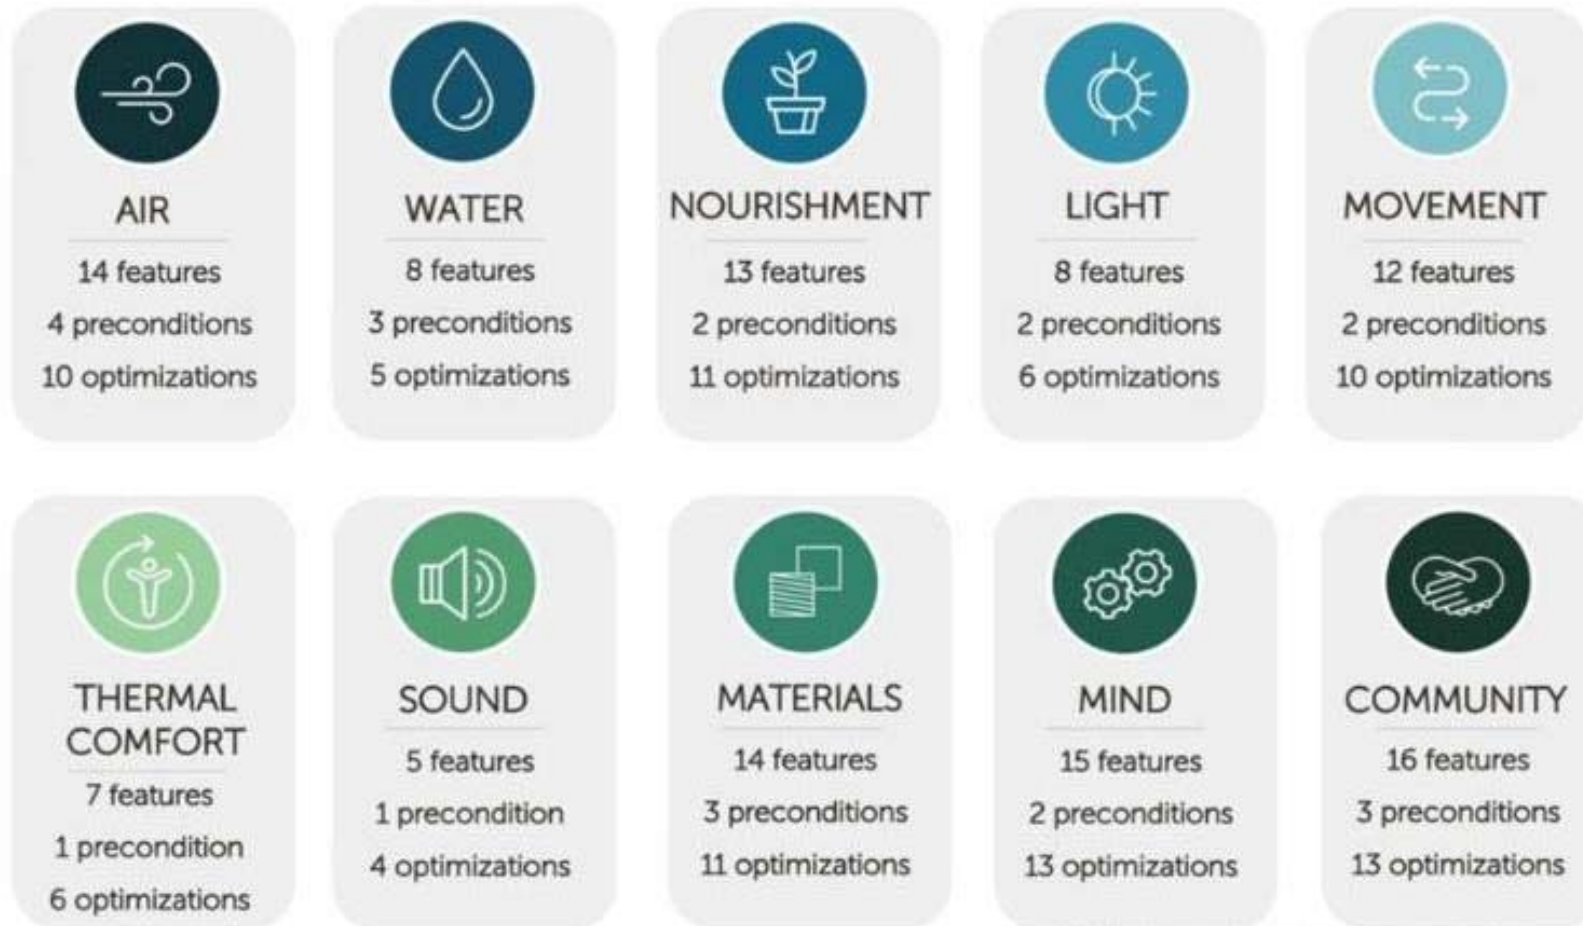 AIR
14 features
4 preconditions
10 optimizations
WATER
8 features
3 preconditions
5 optimizations
NOURISHMENT
13 features
2 preconditions
11 optimizations
LIGHT
8 features
2 preconditions
6 optimizations
MOVEMENT
12 features
2 preconditions
10 optimizations
THERMAL
COMFORT
7 features
1 precondition
6 optimizations
SOUND
5 features
1 precondition
4 optimizations
MATERIALS
14 features
3 preconditions
11 optimizations
MIND
15 features
2 preconditions
13 optimizations
COMMUNITY
16 features
3 preconditions
13 optimizations